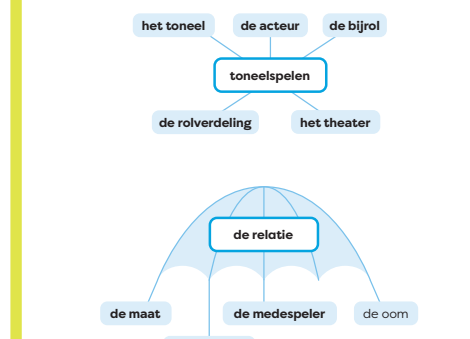 het toneel de acteur de bijrol
toneelspelen
de rolverdeling het theater
de relatie
de maat de medespeler de oom